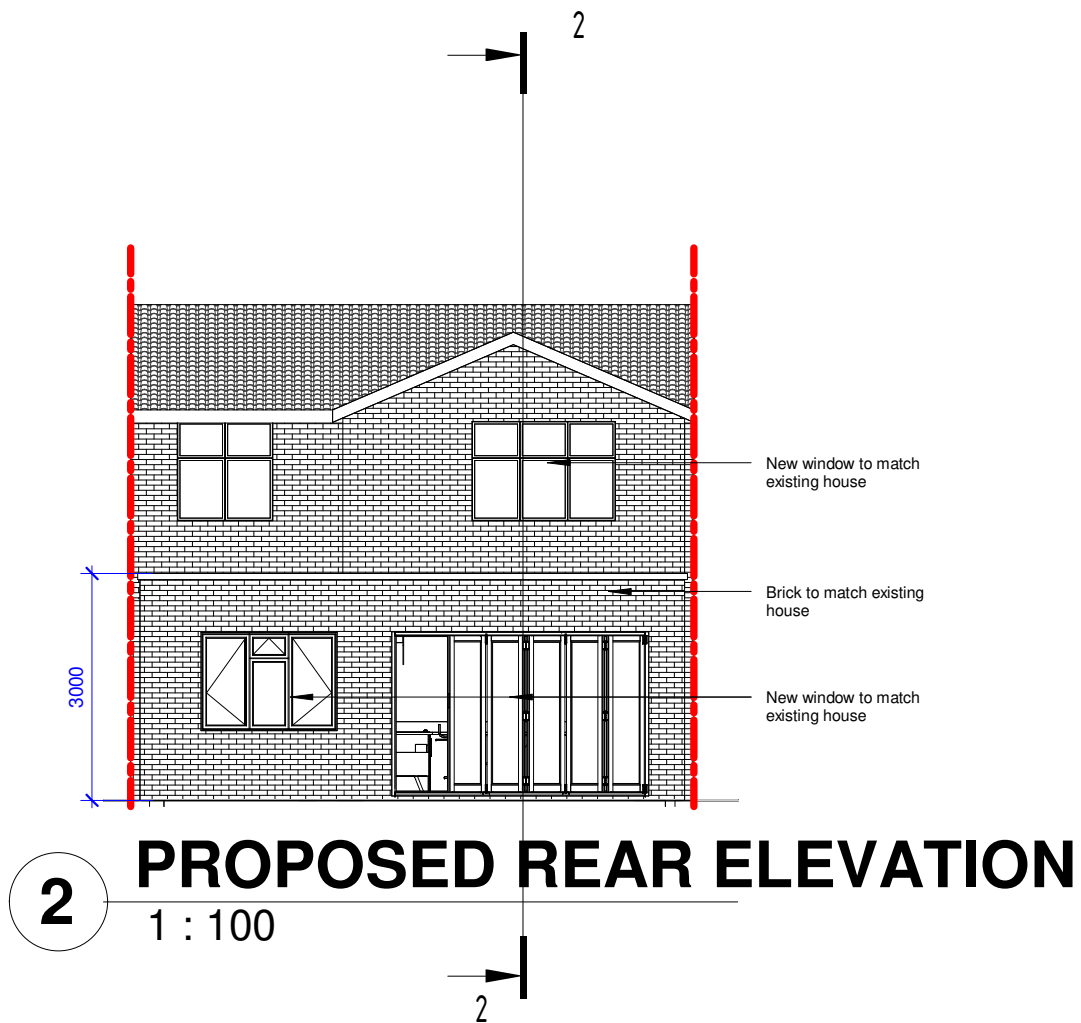 2
New window to match
existing house
Brick to match existing
house
3000
New window to match
existing house
2
PROPOSED REAR ELEVATION
1 : 100
2